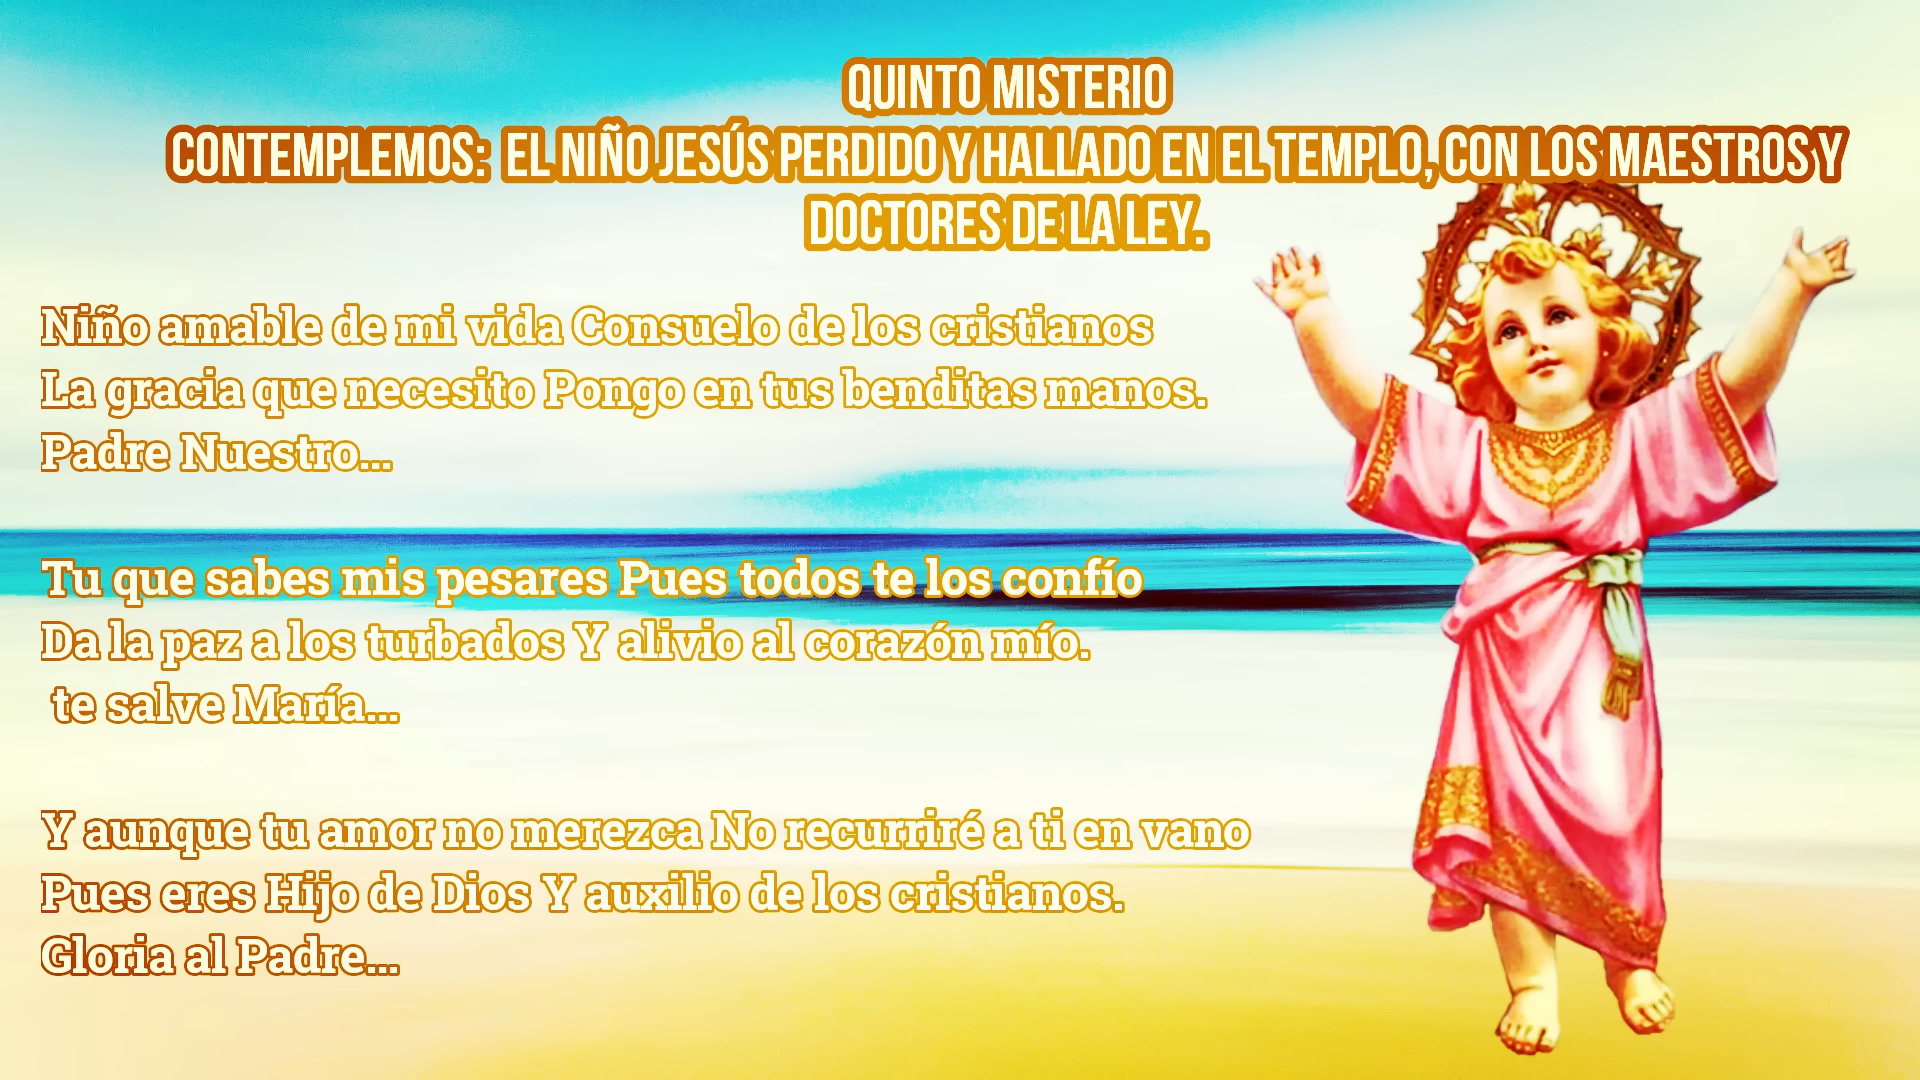 QUINTO MISTERIO
CONTEMPLEMOS: EL NIÑO JESÚS PERDIDO Y HALLADO EN EL TEMPLO, CON LOS MAESTROS Y
DOCTORES DE LA LEY.
Niño amable de mi vida Consuelo de los cristianos
La gracia que necesito Pongo en tus benditas manos.
Padre Nuestro...
Tu que sabes mis pesares Pues todos te los confío
Da la paz a los turbados Y alivio al corazón mío.
te salve María...
Y aunque tu amor no merezca No recurriré a ti en vano
Pues eres Hijo de Dios Y auxilio de los cristianos.
Gloria al Padre...